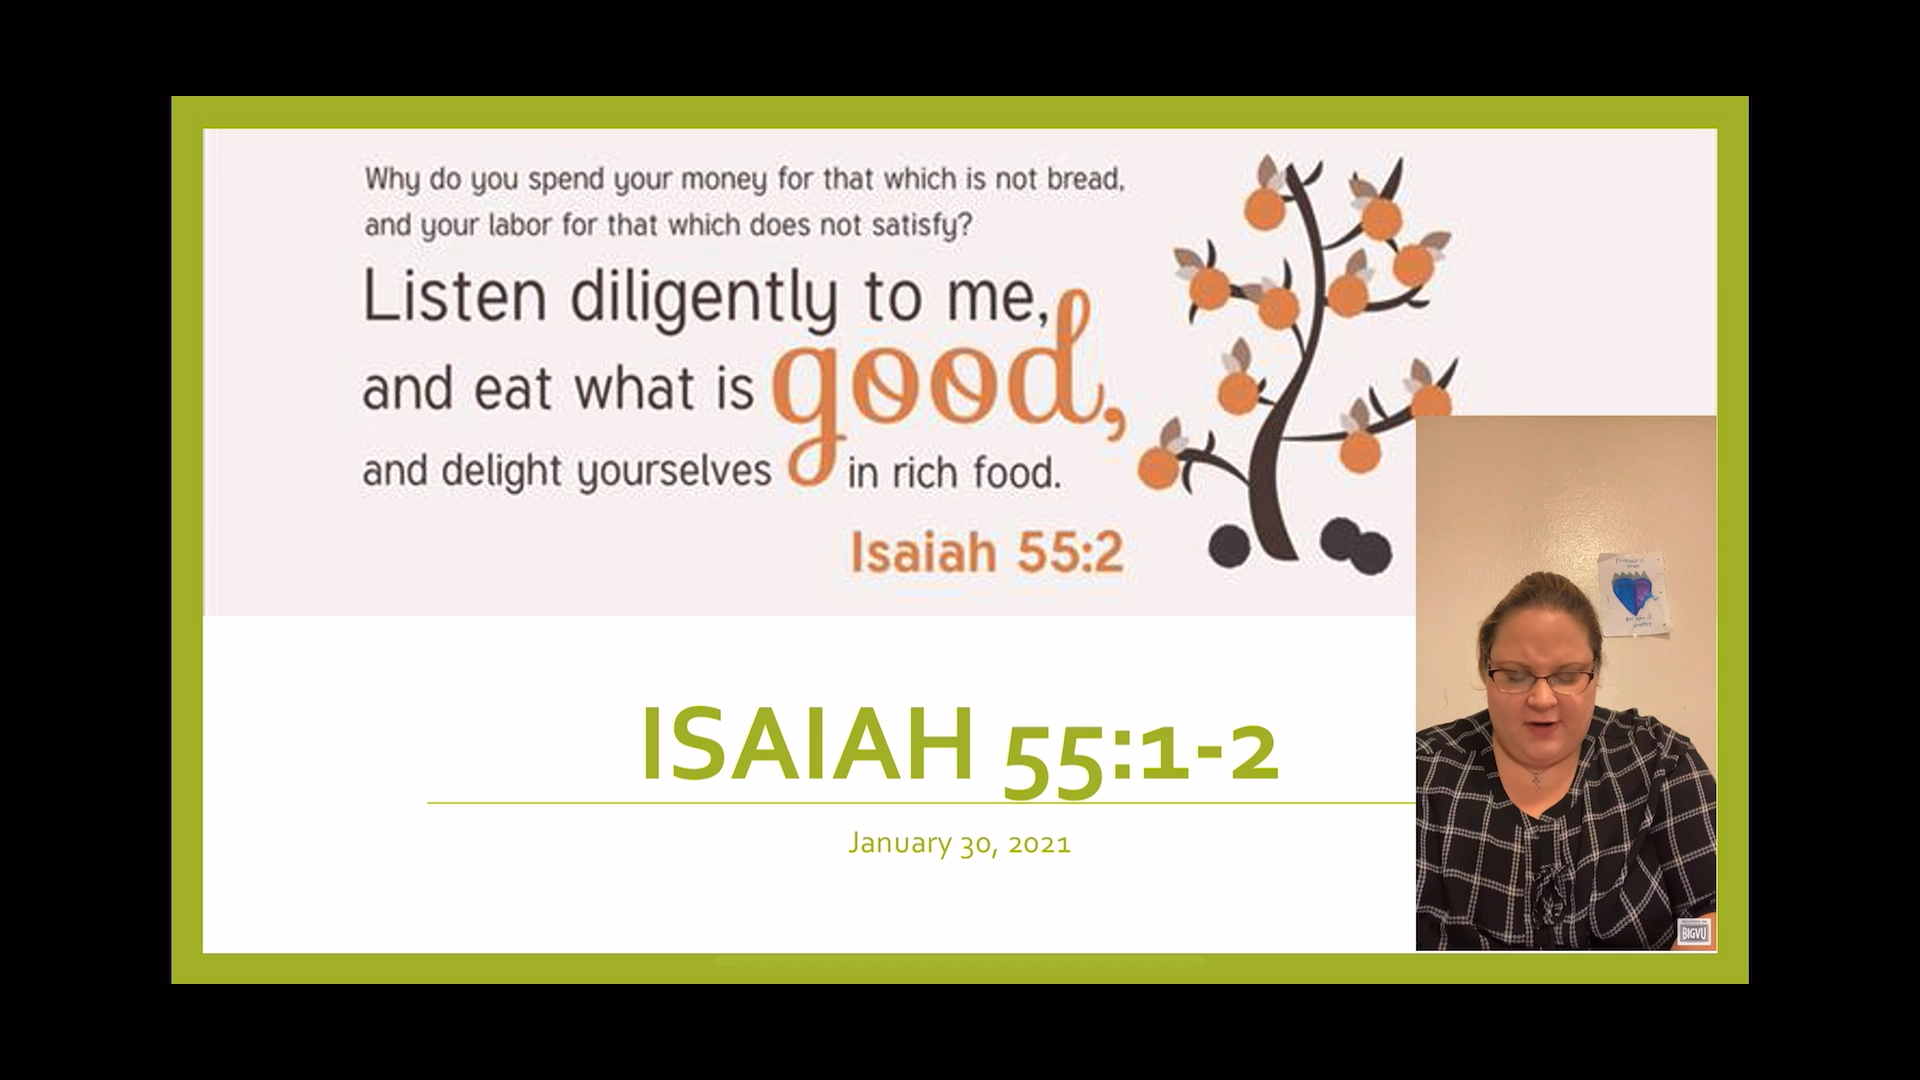 Why do you spend your money for that which is not bread,
and your labor for that which does not satisfy?
Listen diligently to me,
and eat what is good,
and delight yourselves in rich food.
Isaiah 55:2
ISAIAH 55:1-2
January 30, 2021
BIGVU